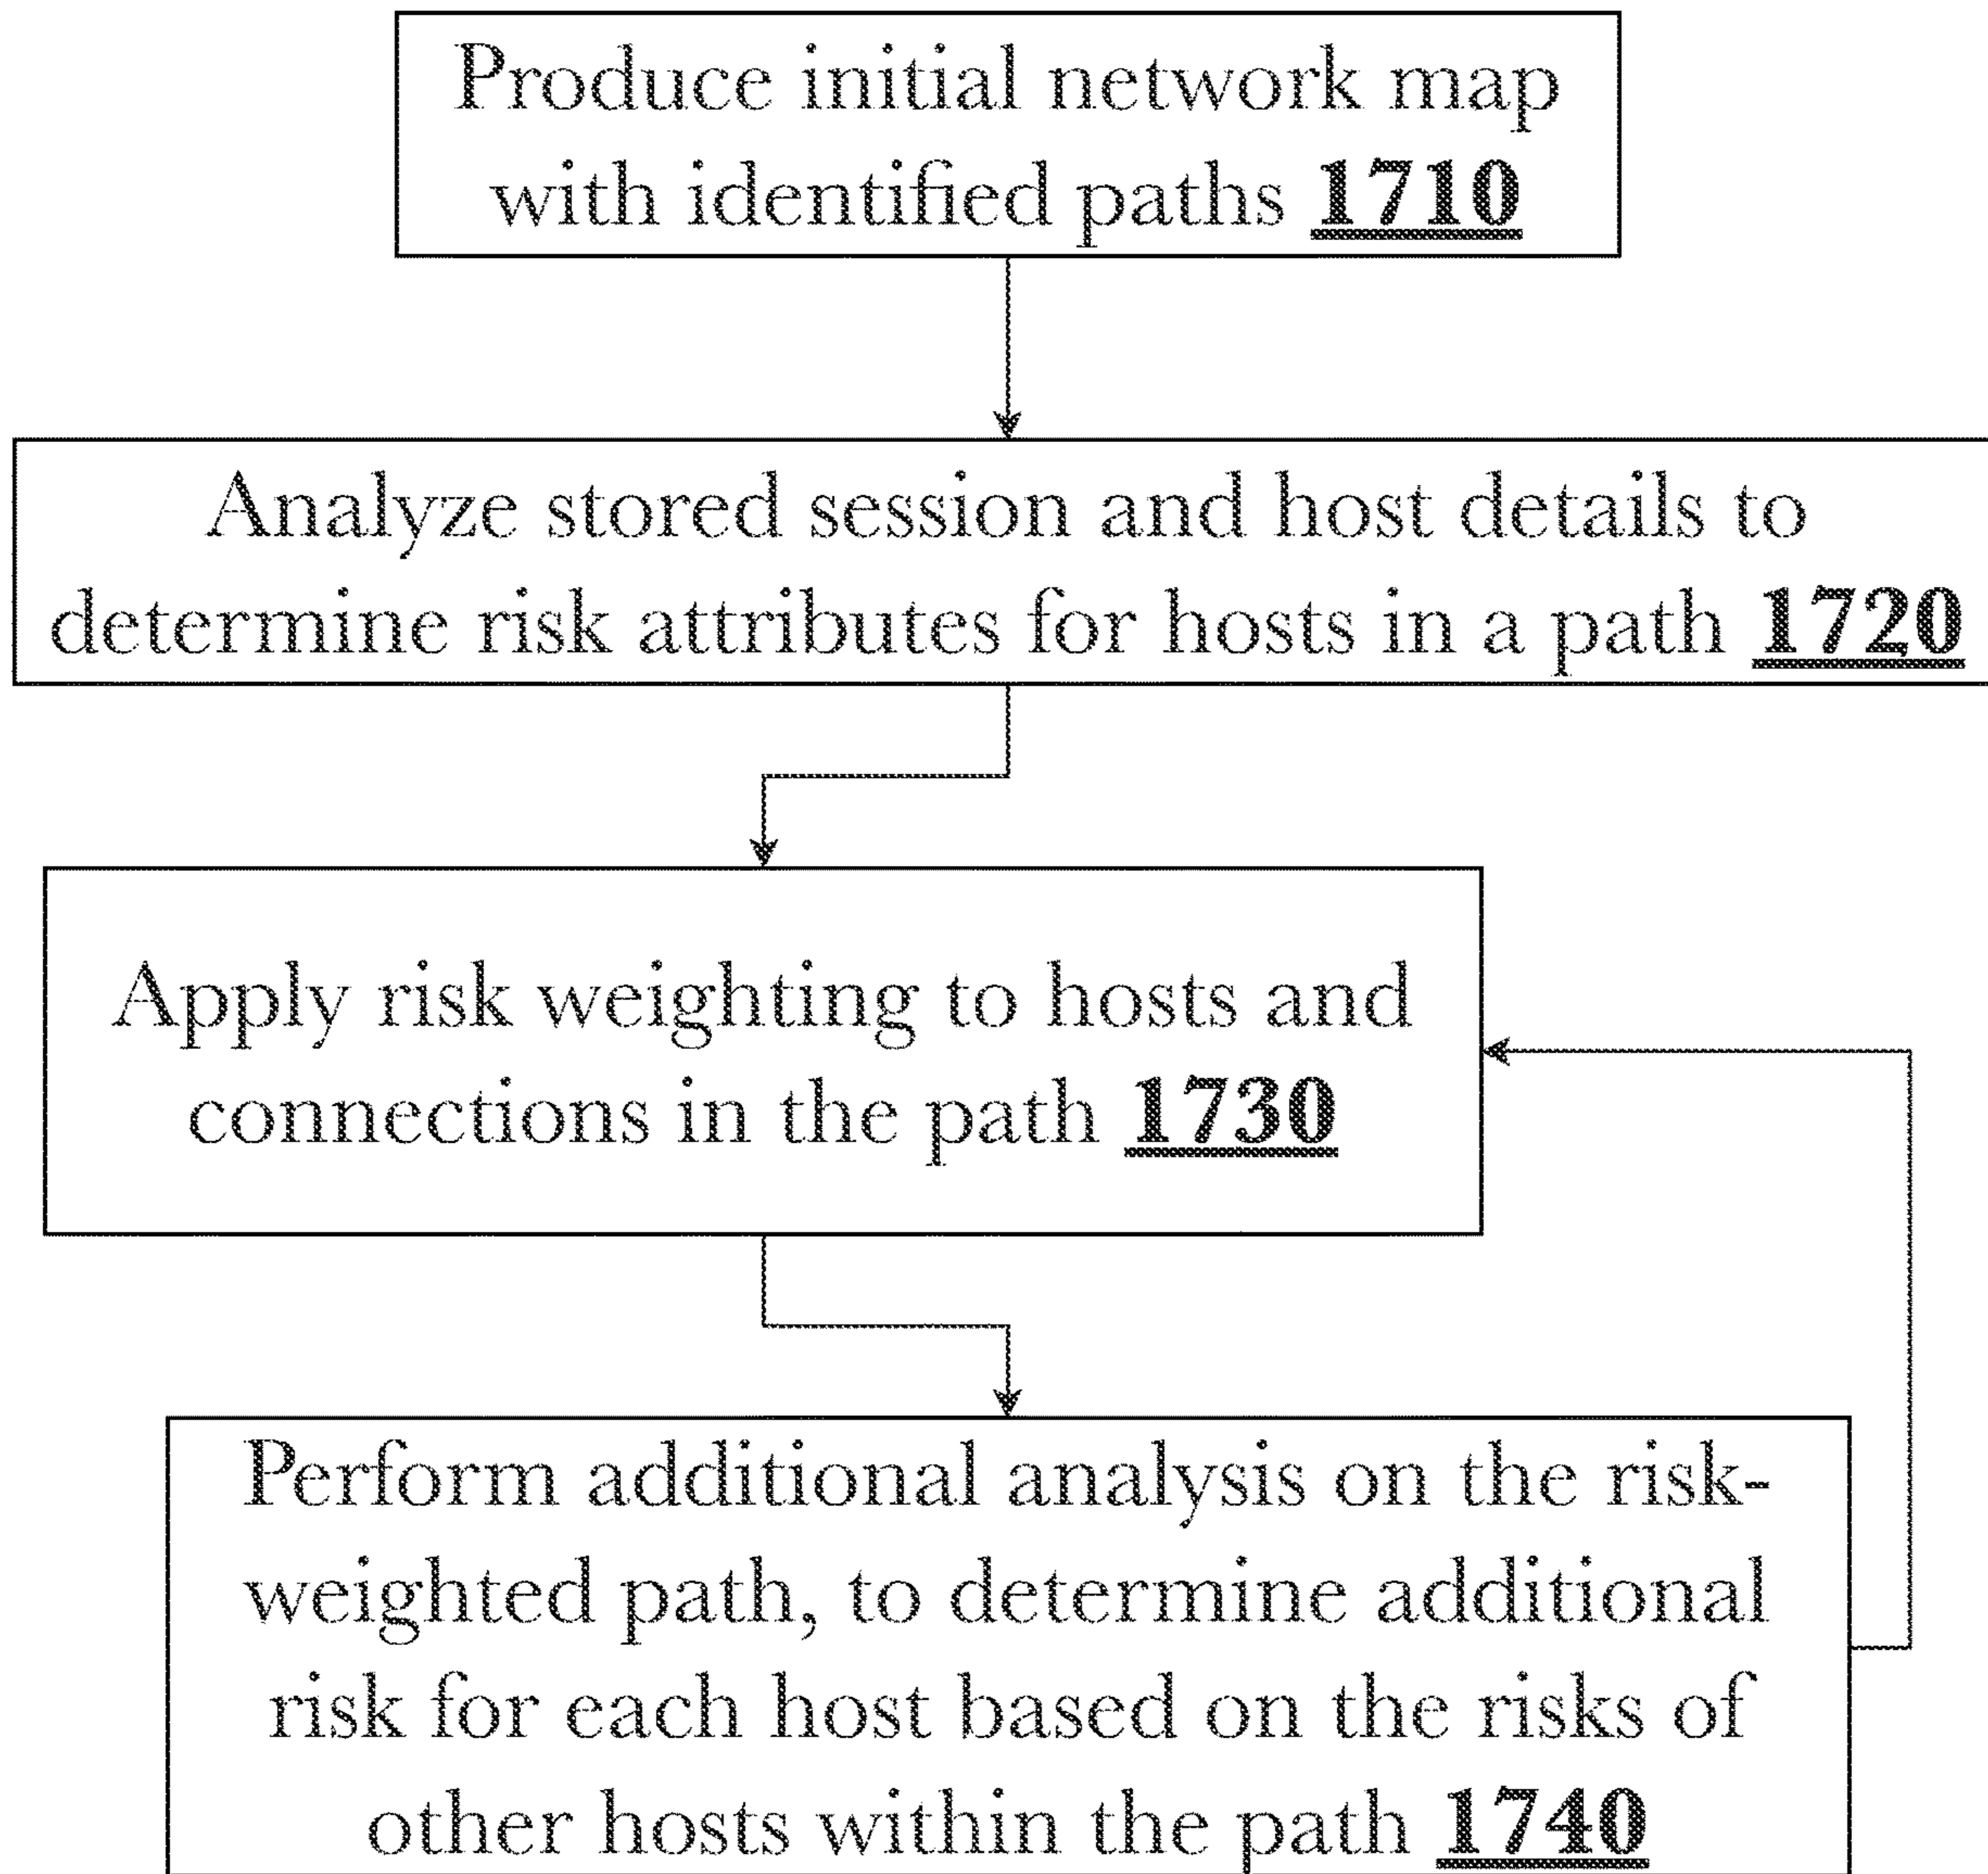 Produce initial network map
with identified paths 1710
Analyze stored session and host details to
determine risk attributes for hosts in a path 1720
Apply risk weighting to hosts and
connections in the path 1730
Perform additional analysis on the risk-
weighted path, to determine additional
risk for each host based on the risks of
other hosts within the path 1740